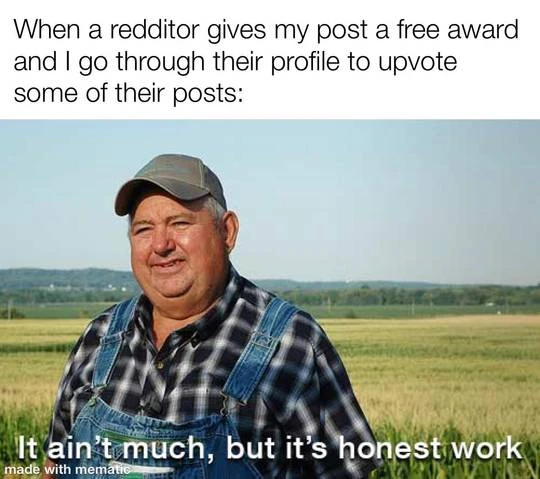 When a redditor gives my post a free award
and I go through their profile to upvote
some of their posts:
It ain't much, but it's honest work
made with mematic